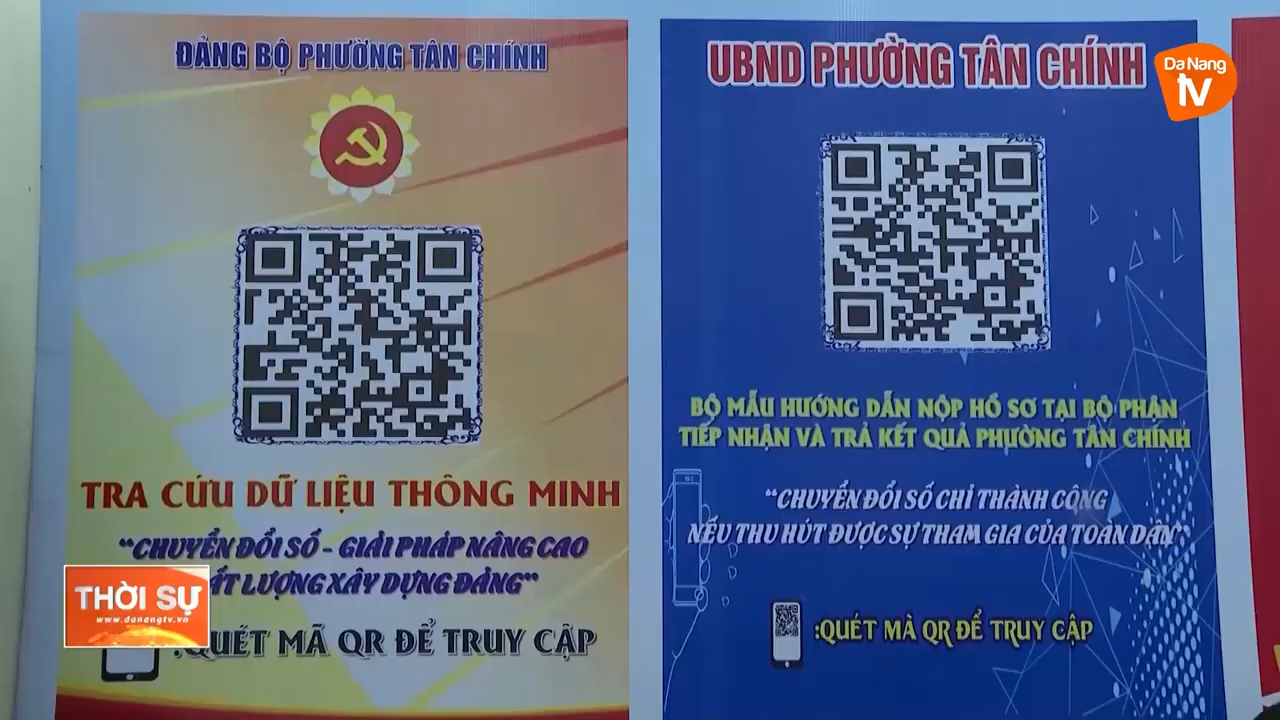 ĐẢNG BỘ PHƯỜNG TÂN CHÍNH
TRA CỨU DỮ LIỆU THÔNG MINH
“CHUYỂN ĐỔI SỐ - GIẢI PHÁP NÂNG CAO
ẤT LƯỢNG XÂY DỰNG ĐẢNG”
:QUÉT MÃ QR ĐỂ TRUY CẬP
UBND PHƯỜNG TÂN CHÍNH
BỘ MẪU HƯỚNG DẪN NỘP HỒ SƠ TẠI BỘ PHẬN
TIẾP NHẬN VÀ TRẢ KẾT QUẢ PHƯỜNG TÂN CHÍNH
“CHUYỂN ĐỔI SỐ CHỈ THÀNH CÔNG
NẾU THU HÚT ĐƯỢC SỰ THAM GIA CỦA TOÀN DÂN”
:QUÉT MÃ QR ĐỂ TRUY CẬP
Da Nang
tv
THỜI SỰ
www.danangtv.vn